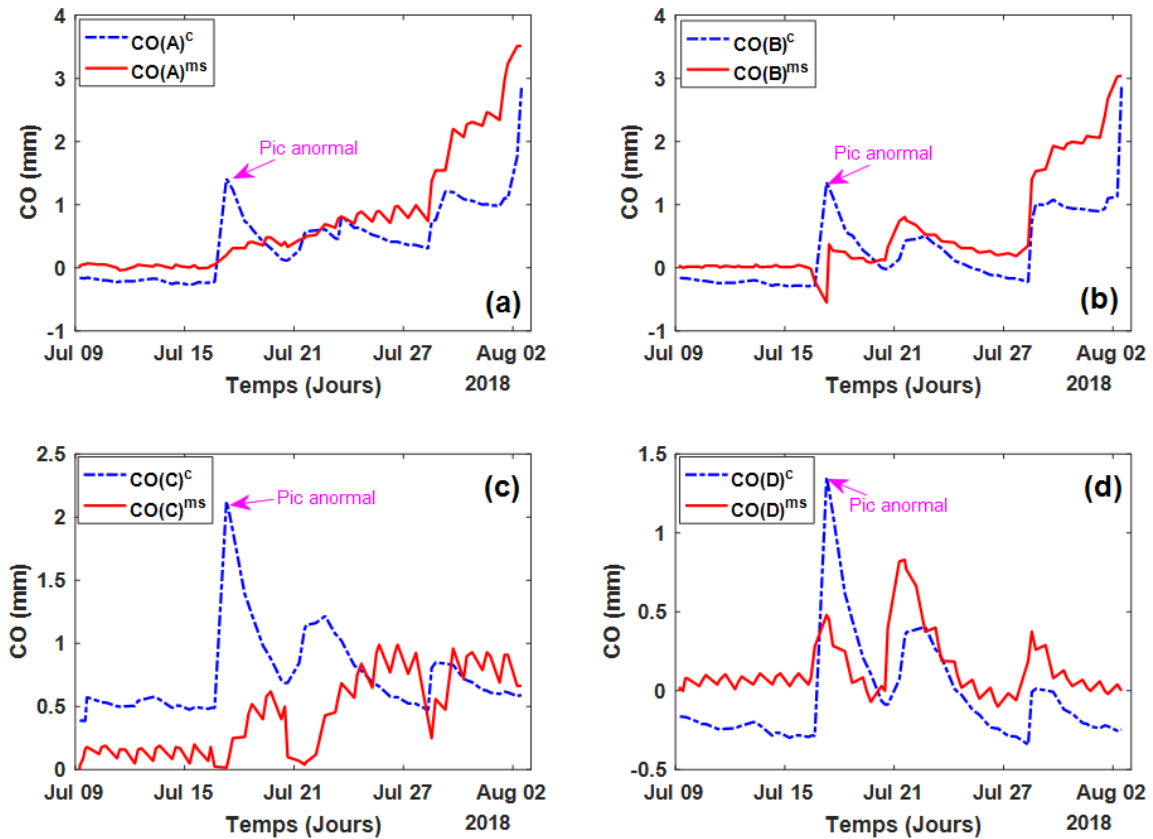 4
3
2
1
0
-1
CO (mm)
CO(A)ᶜ
CO(A)ᵐˢ
Pic anormal
(a)
Jul 09 Jul 15 Jul 21 Jul 27 Aug 02
Temps (Jours) 2018
4
3
2
1
0
-1
CO (mm)
CO(B)ᶜ
CO(B)ᵐˢ
Pic anormal
(b)
Jul 09 Jul 15 Jul 21 Jul 27 Aug 02
Temps (Jours) 2018
2.5
2
1.5
1
0.5
0
CO (mm)
CO(C)ᶜ
CO(C)ᵐˢ
Pic anormal
(c)
Jul 09 Jul 15 Jul 21 Jul 27 Aug 02
Temps (Jours) 2018
1.5
1
0.5
0
-0.5
CO (mm)
CO(D)ᶜ
CO(D)ᵐˢ
Pic anormal
(d)
Jul 09 Jul 15 Jul 21 Jul 27 Aug 02
Temps (Jours) 2018